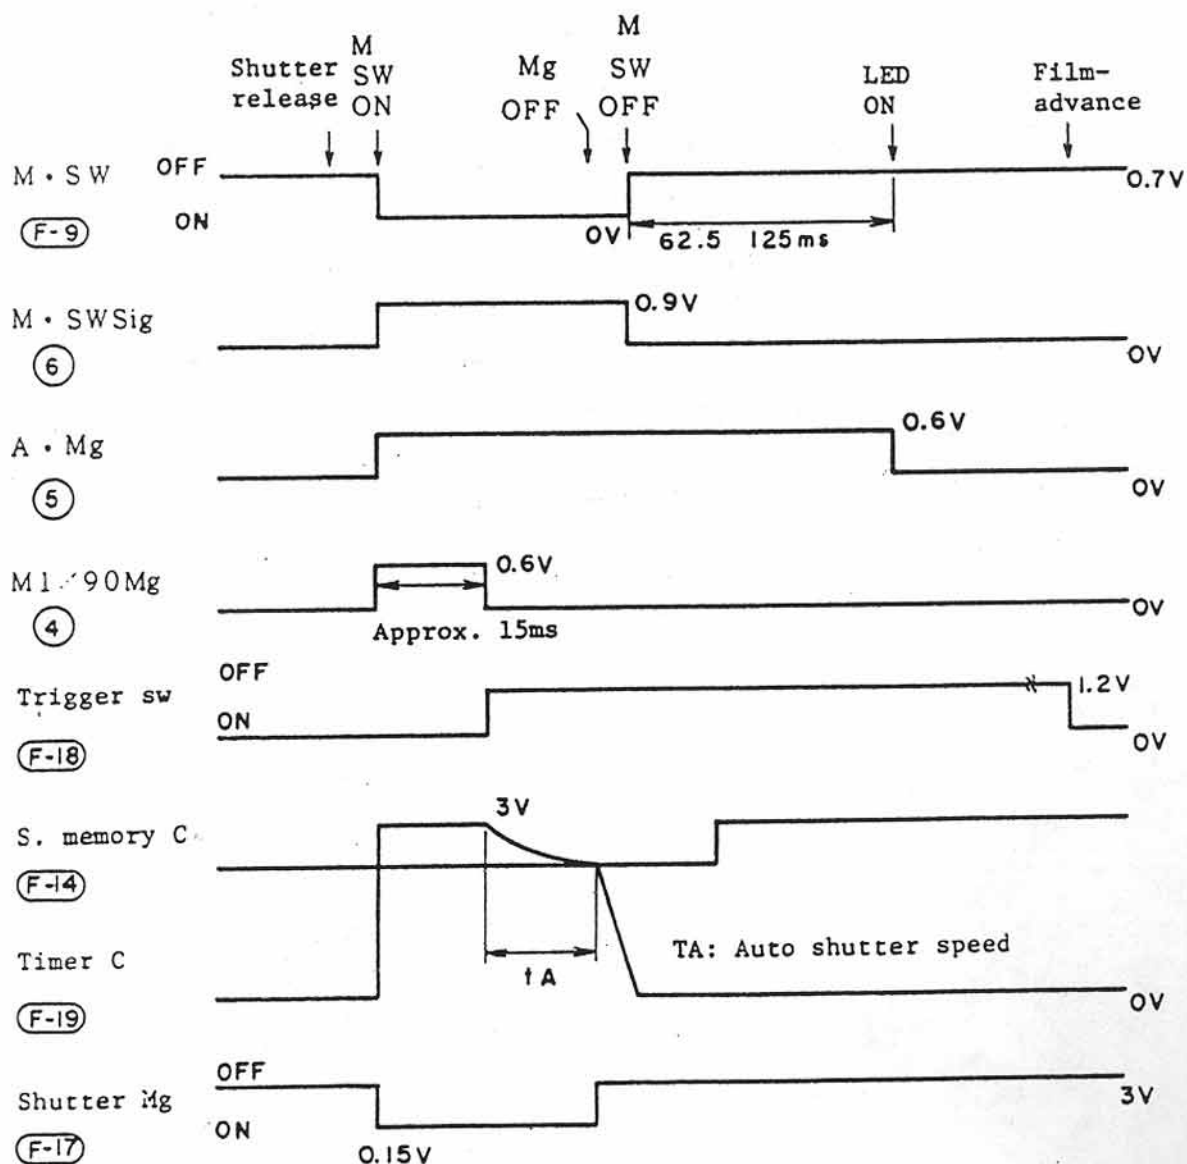 Shutter release
M SW ON
Mg OFF
M SW OFF
LED ON
Film-advance
M・SW
F-9
OFF
ON
0V
62.5 125ms
0.7V
M・SWSig
6
0.9V
0V
A・Mg
5
0.6V
0V
M1/90Mg
4
0.6V
Approx. 15ms
0V
Trigger sw
F-18
OFF
ON
1.2V
0V
S. memory C
F-14
3V
Timer C
F-19
tA
TA: Auto shutter speed
0V
Shutter Mg
F-17
OFF
ON
0.15V
3V